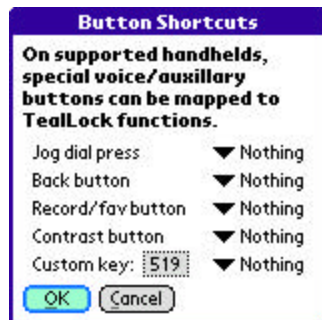 Button Shortcuts
On supported handhelds,
special voice/auxillary
buttons can be mapped to
TealLock functions.
Jog dial press Nothing
Back button Nothing
Record/fav button Nothing
Contrast button Nothing
Custom key: 519 Nothing
OK Cancel